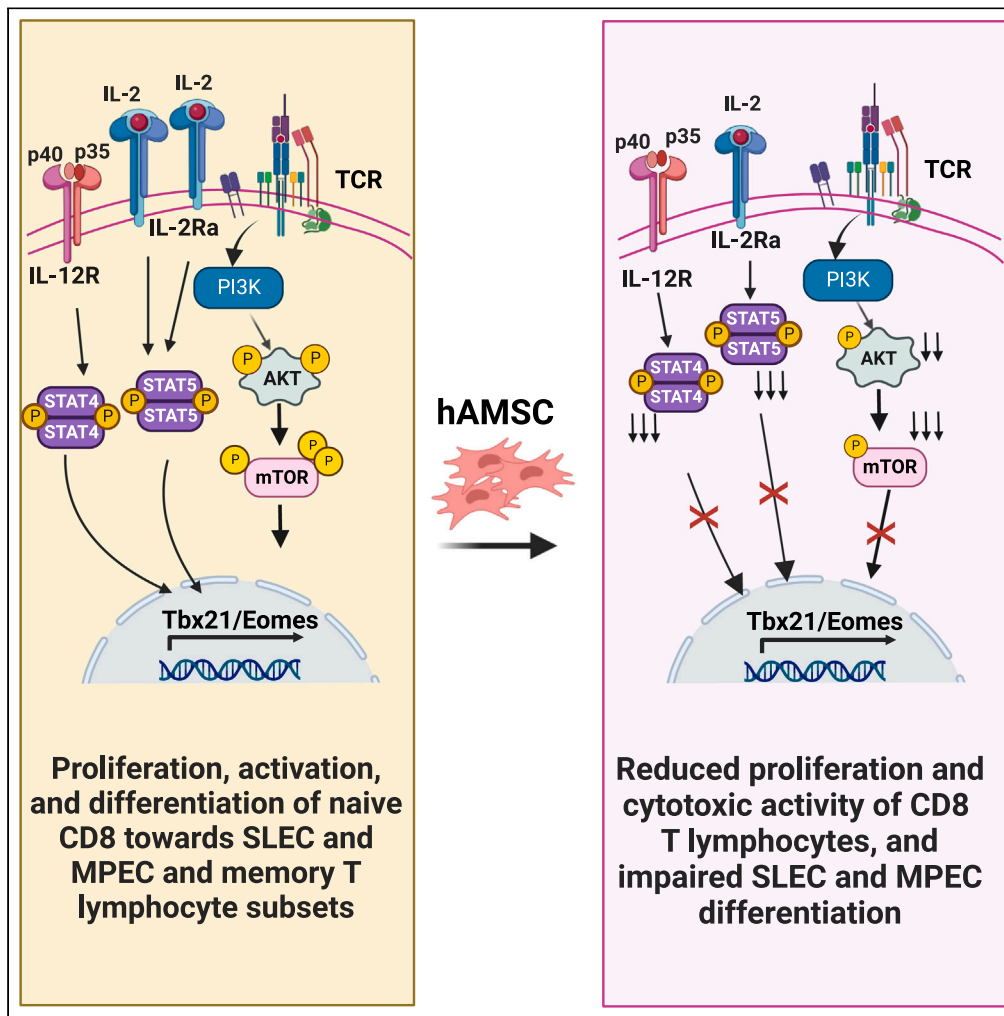 IL-2
IL-2
p40 p35
TCR
IL-2Ra
IL-12R
PI3K
P P
AKT
STAT5
P P
STAT5
STAT4
P P
STAT4
P P P
mTOR
Tbx21/Eomes
Proliferation, activation,
and differentiation of naive
CD8 towards SLEC and
MPEC and memory T
lymphocyte subsets
hAMSC
IL-2
p40 p35
TCR
IL-2Ra
IL-12R
PI3K
STAT5
P P
STAT5
P
AKT
STAT4
P P
STAT4
P
mTOR
Tbx21/Eomes
Reduced proliferation and
cytotoxic activity of CD8
T lymphocytes, and
impaired SLEC and MPEC
differentiation